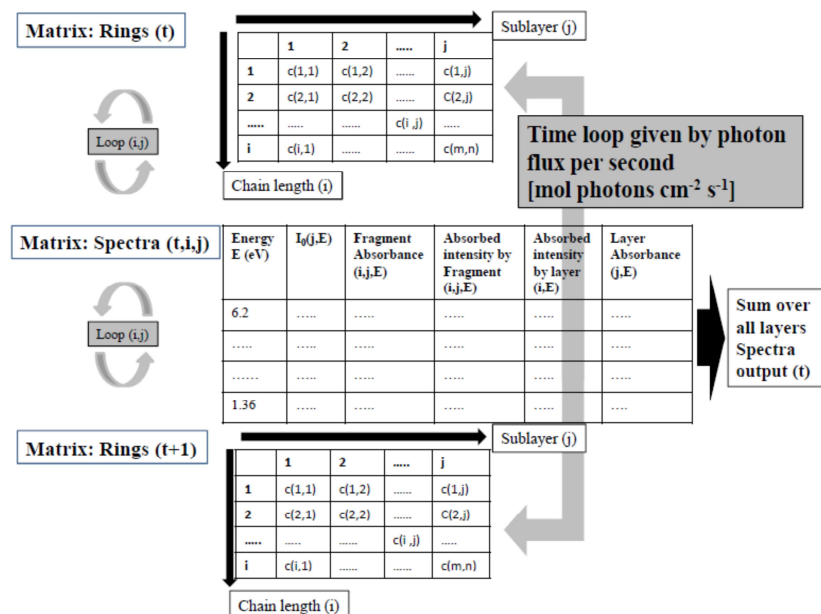 Matrix: Rings (t)
Sublayer (j)
1 2 ..... j
1 c(1,1) c(1,2) ...... c(1,j)
2 c(2,1) c(2,2) ...... C(2,j)
..... ..... ...... c(i ,j) .....
i c(i,1) ...... ...... c(m,n)
Loop (i,j)
Chain length (i)
Time loop given by photon
flux per second
[mol photons cm⁻² s⁻¹]
Matrix: Spectra (t,i,j)
Energy I₀(j,E) Fragment Absorbed Absorbed Layer
E (eV) Absorbance intensity by intensity Absorbance
(i,j,E) Fragment by layer (j,E)
(i,j,E) (i,E)
6.2 ..... ..... ..... ..... .....
..... ..... ..... ..... ..... .....
...... ..... ..... ..... ..... .....
1.36 ..... ..... ..... ..... ....
Loop (i,j)
Sum over
all layers
Spectra
output (t)
Matrix: Rings (t+1)
Sublayer (j)
1 2 ..... j
1 c(1,1) c(1,2) ...... c(1,j)
2 c(2,1) c(2,2) ...... C(2,j)
..... ..... ...... c(i ,j) .....
i c(i,1) ...... ...... c(m,n)
Chain length (i)